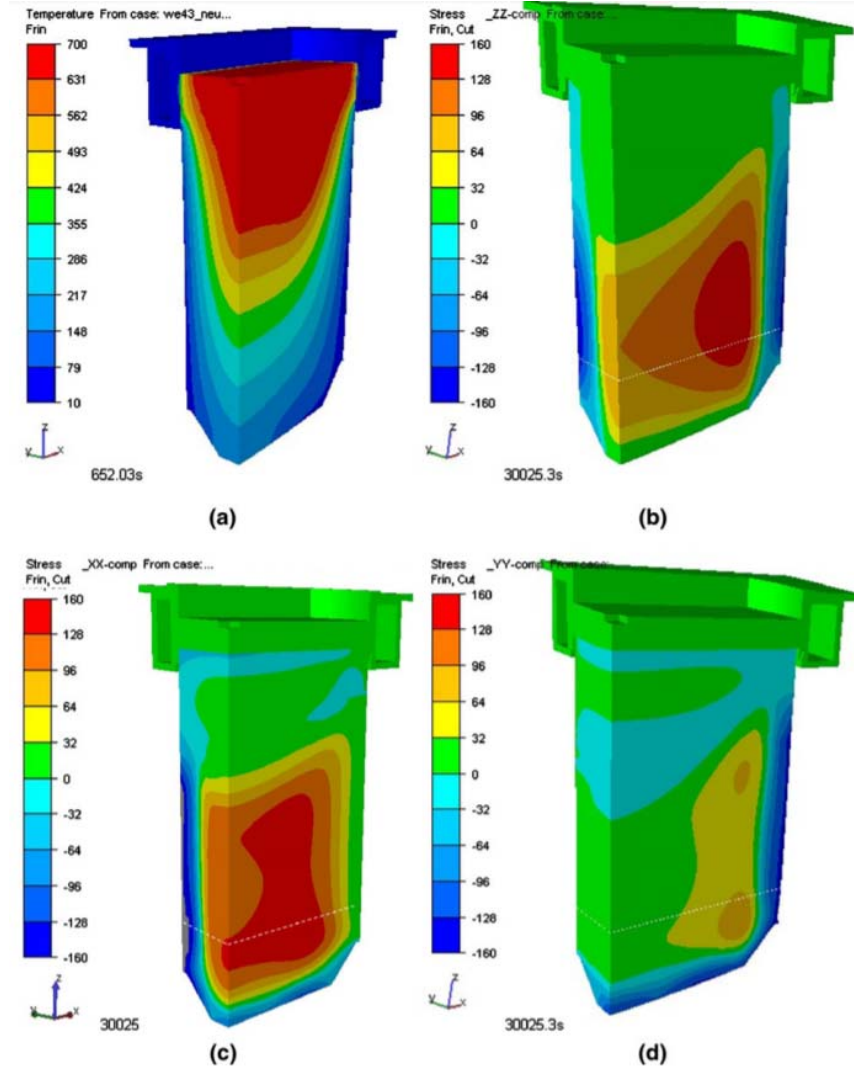 Temperature From case: we43_neu...
Frin
700
631
562
493
424
355
286
217
148
79
10
z
y x
652.03s
(a)
Stress _ZZ-comp From case:...
Frin, Cut
160
128
96
64
32
0
-32
-64
-96
-128
-160
z
y x
30025.3s
(b)
Stress _XX-comp From case:...
Frin, Cut
160
128
96
64
32
0
-32
-64
-96
-128
-160
z
y x
30025
(c)
Stress _YY-comp From case:
Frin, Cut
160
128
96
64
32
0
-32
-64
-96
-128
-160
z
y x
30025.3s
(d)